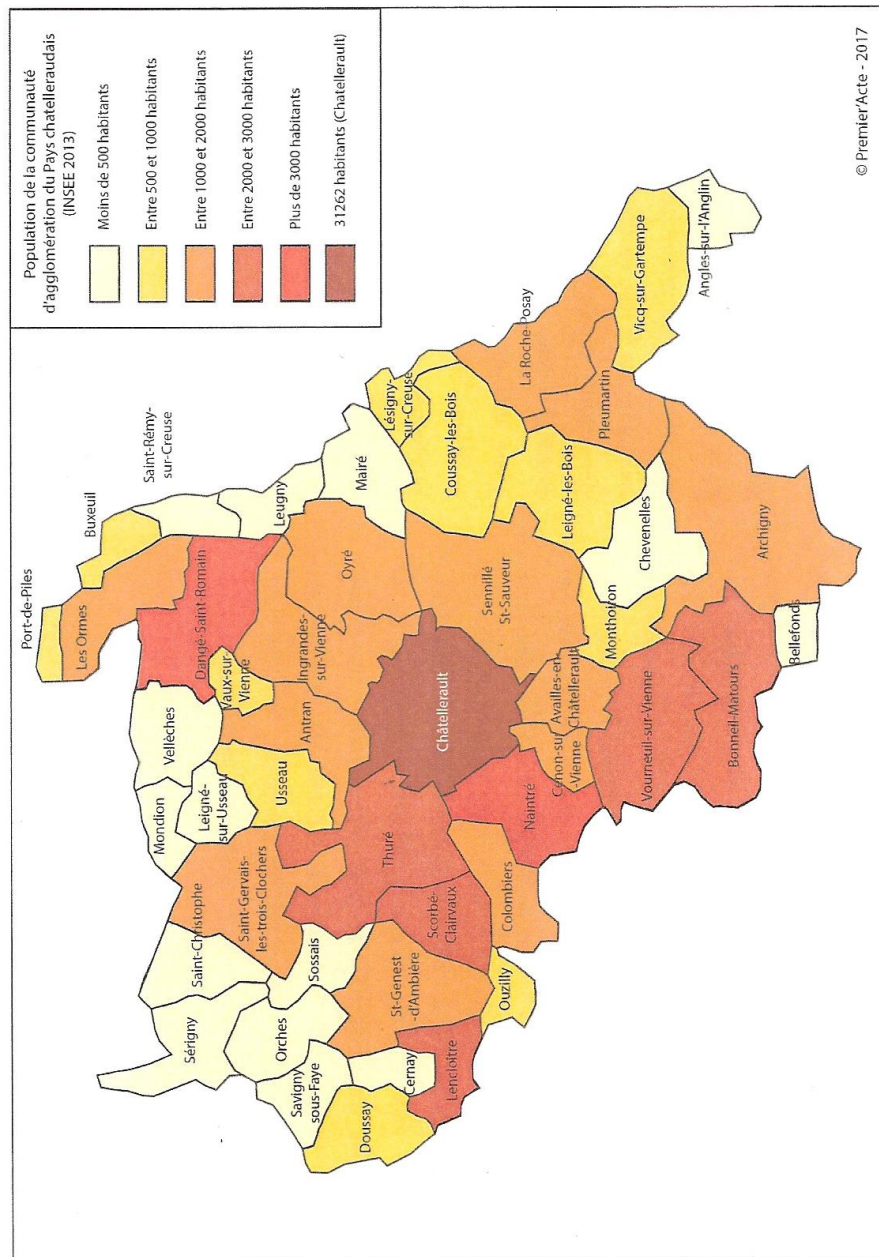 Population de la communauté
d'agglomération du Pays chatelleraudais
(INSEE 2013)
Moins de 500 habitants
Entre 500 et 1000 habitants
Entre 1000 et 2000 habitants
Entre 2000 et 3000 habitants
Plus de 3000 habitants
31262 habitants (Chatellerault)
Port-de-Piles
Buxeuil
Saint-Rémy-
sur-Creuse
Les Ormes
Dangé-Saint-Romain
Leugny
Vellèches
Vaux-sur-
Vienne
Mondion
Leigné-
sur-Usseau
Usseau
Antran
Ingrandes-
sur-Vienne
Oyré
Mairé
Lésigny-
sur-Creuse
Sérigny
Saint-Christophe
Saint-Gervais-
les-trois-Clochers
Sossais
Orches
Savigny
sous-Faye
Doussay
Cernay
Lencloitre
St-Genest
-d'Ambière
Ouzilly
Scorbé-
Clairvaux
Thuré
Colombiers
Naintré
Châtellerault
Cenon-sur
-Vienne
Availles-en-
Châtellerault
Sennillé
St-Sauveur
Coussay-les-Bois
La Roche-Posay
Leigné-les-Bois
Pleumartin
Vicq-sur-Gartempe
Angles-sur-l'Anglin
Monthoiron
Chevenelles
Vourneuil-sur-Vienne
Bonneil-Matours
Archigny
Bellefonds
© Premier'Acte - 2017